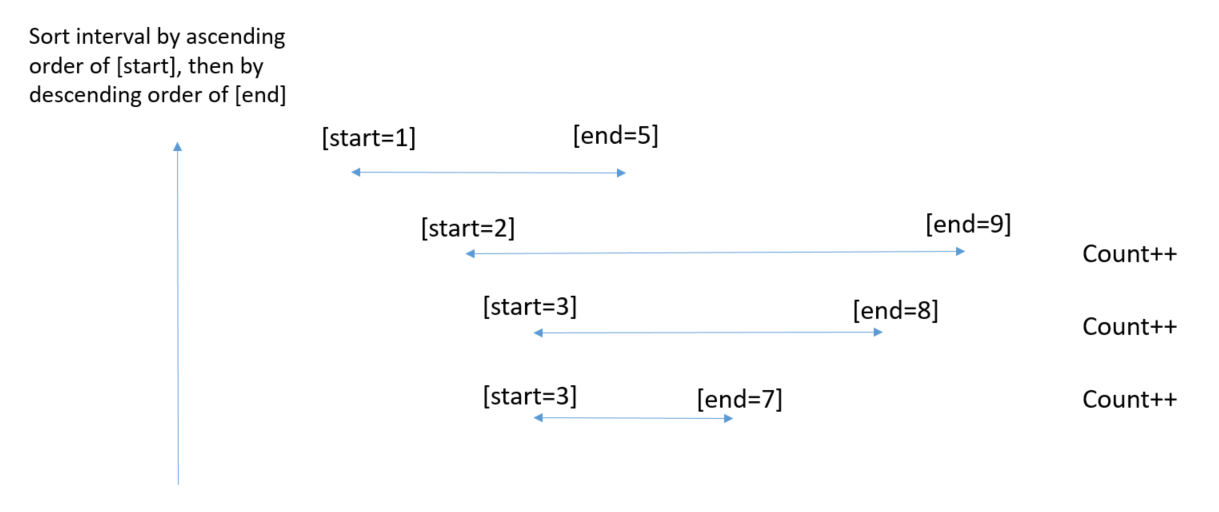 Sort interval by ascending
order of [start], then by
descending order of [end]
[start=1]
[end=5]
[start=2]
[end=9]
Count++
[start=3]
[end=8]
Count++
[start=3]
[end=7]
Count++